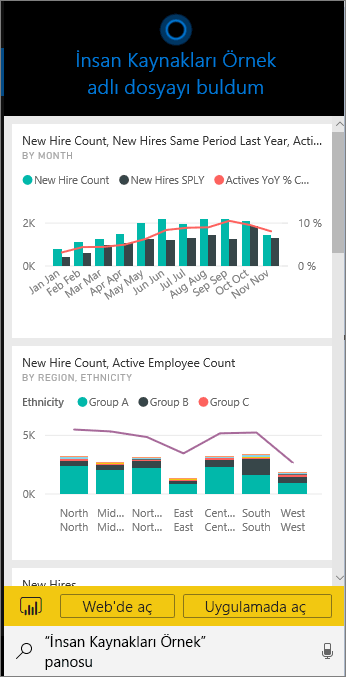 İnsan Kaynakları Örnek
adlı dosyayı buldum
New Hire Count, New Hires Same Period Last Year, Acti...
BY MONTH
New Hire Count New Hires SPLY Actives YoY % C...
2K 10 %
0K 0 %
Jan Jan Feb Feb Mar Mar Apr Apr May May Jun Jun Jul Jul Aug Aug Sep Sep Oct Oct Nov Nov
New Hire Count, Active Employee Count
BY REGION, ETHNICITY
Ethnicity Group A Group B Group C
5K
0K
North Mid... Nort... East Cent... South West
North Mid... Nort... East Cent... South West
New Hires
Web'de aç Uygulamada aç
“İnsan Kaynakları Örnek”
panosu